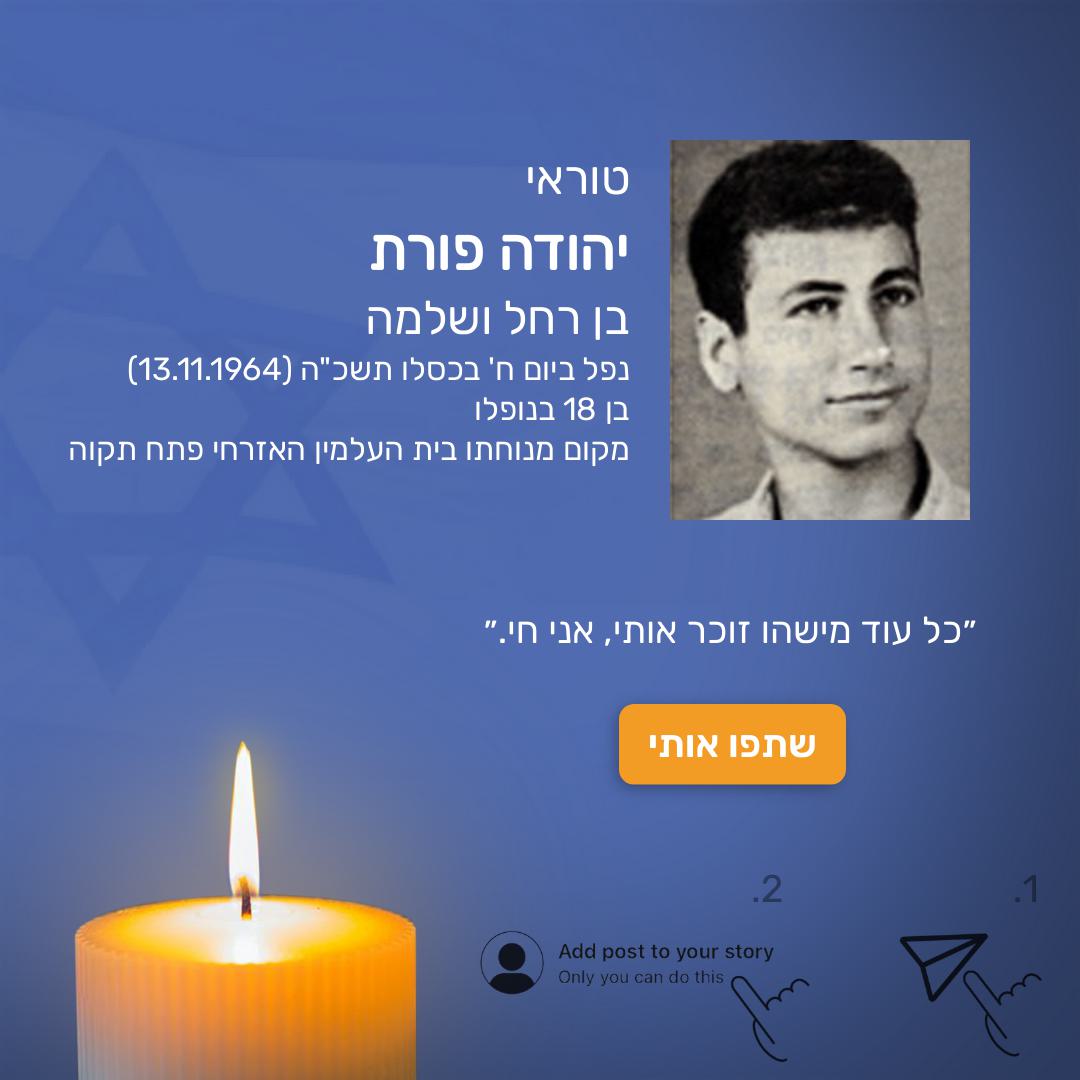 טוראי
יהודה פורת
בן רחל ושלמה
נפל ביום ח' בכסלו תשכ"ה (13.11.1964)
בן 18 בנופלו
מקום מנוחתו בית העלמין האזרחי פתח תקוה
״כל עוד מישהו זוכר אותי, אני חי.״
שתפו אותי
1.
2.
Add post to your story
Only you can do this